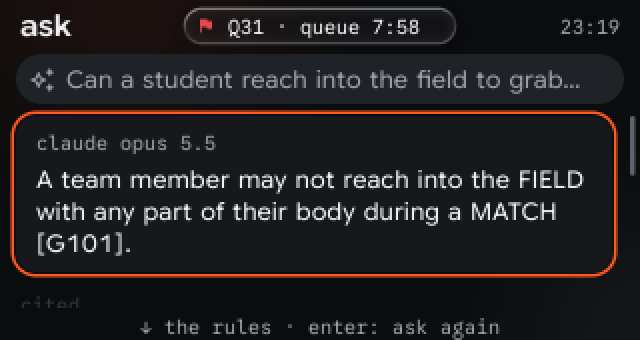 ask
Q31 · queue 7:58
23:19
Can a student reach into the field to grab…
claude opus 5.5
A team member may not reach into the FIELD
with any part of their body during a MATCH
[G101].
cited
↓ the rules · enter: ask again